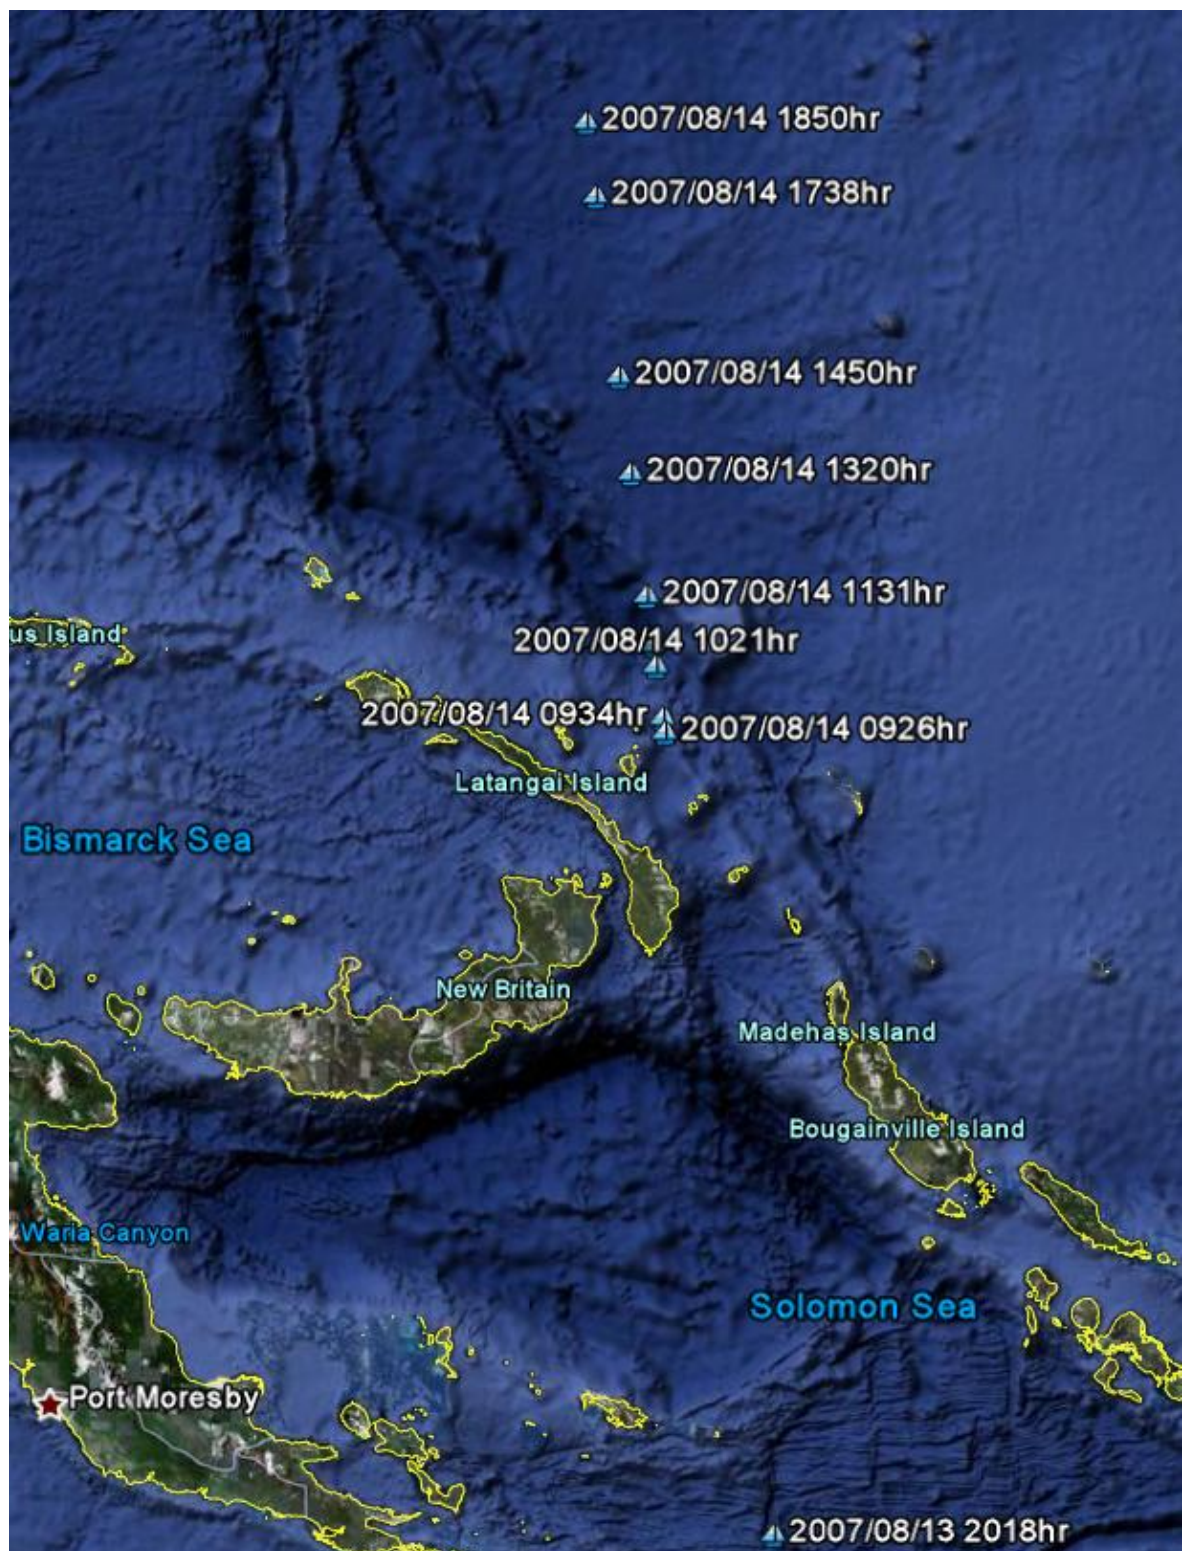 2007/08/14 1850hr
2007/08/14 1738hr
2007/08/14 1450hr
2007/08/14 1320hr
2007/08/14 1131hr
us Island
2007/08/14 1021hr
2007/08/14 0934hr
2007/08/14 0926hr
Latangai Island
Bismarck Sea
New Britain
Madehas Island
Bougainville Island
Waria Canyon
Solomon Sea
Port Moresby
2007/08/13 2018hr